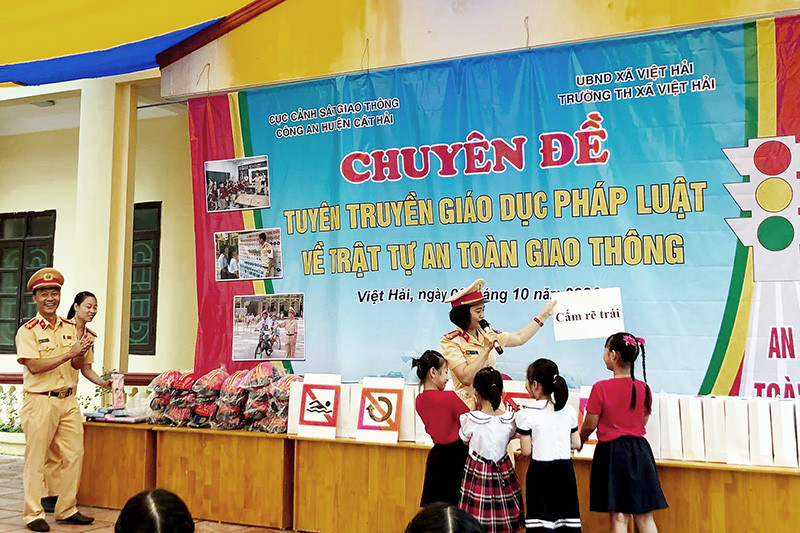 CỤC CẢNH SÁT GIAO THÔNG
CÔNG AN HUYỆN CÁT HẢI
UBND XÃ VIỆT HẢI
TRƯỜNG TH XÃ VIỆT HẢI
CHUYÊN ĐỀ
TUYÊN TRUYỀN GIÁO DỤC PHÁP LUẬT
VỀ TRẬT TỰ AN TOÀN GIAO THÔNG
Việt Hải, ngày tháng 10 năm
Cấm rẽ trái
AN
TOÀN